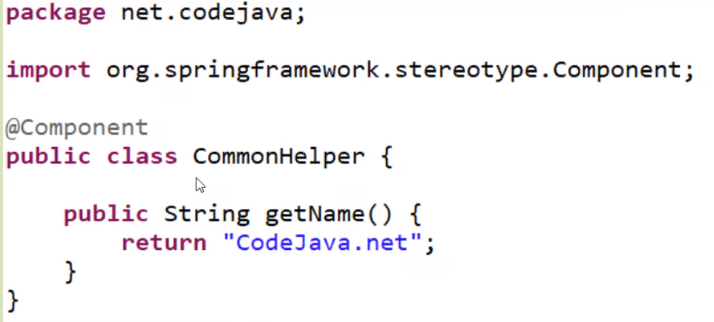 package net.codejava;
import org.springframework.stereotype.Component;
@Component
public class CommonHelper {
public String getName() {
return "CodeJava.net";
}
}